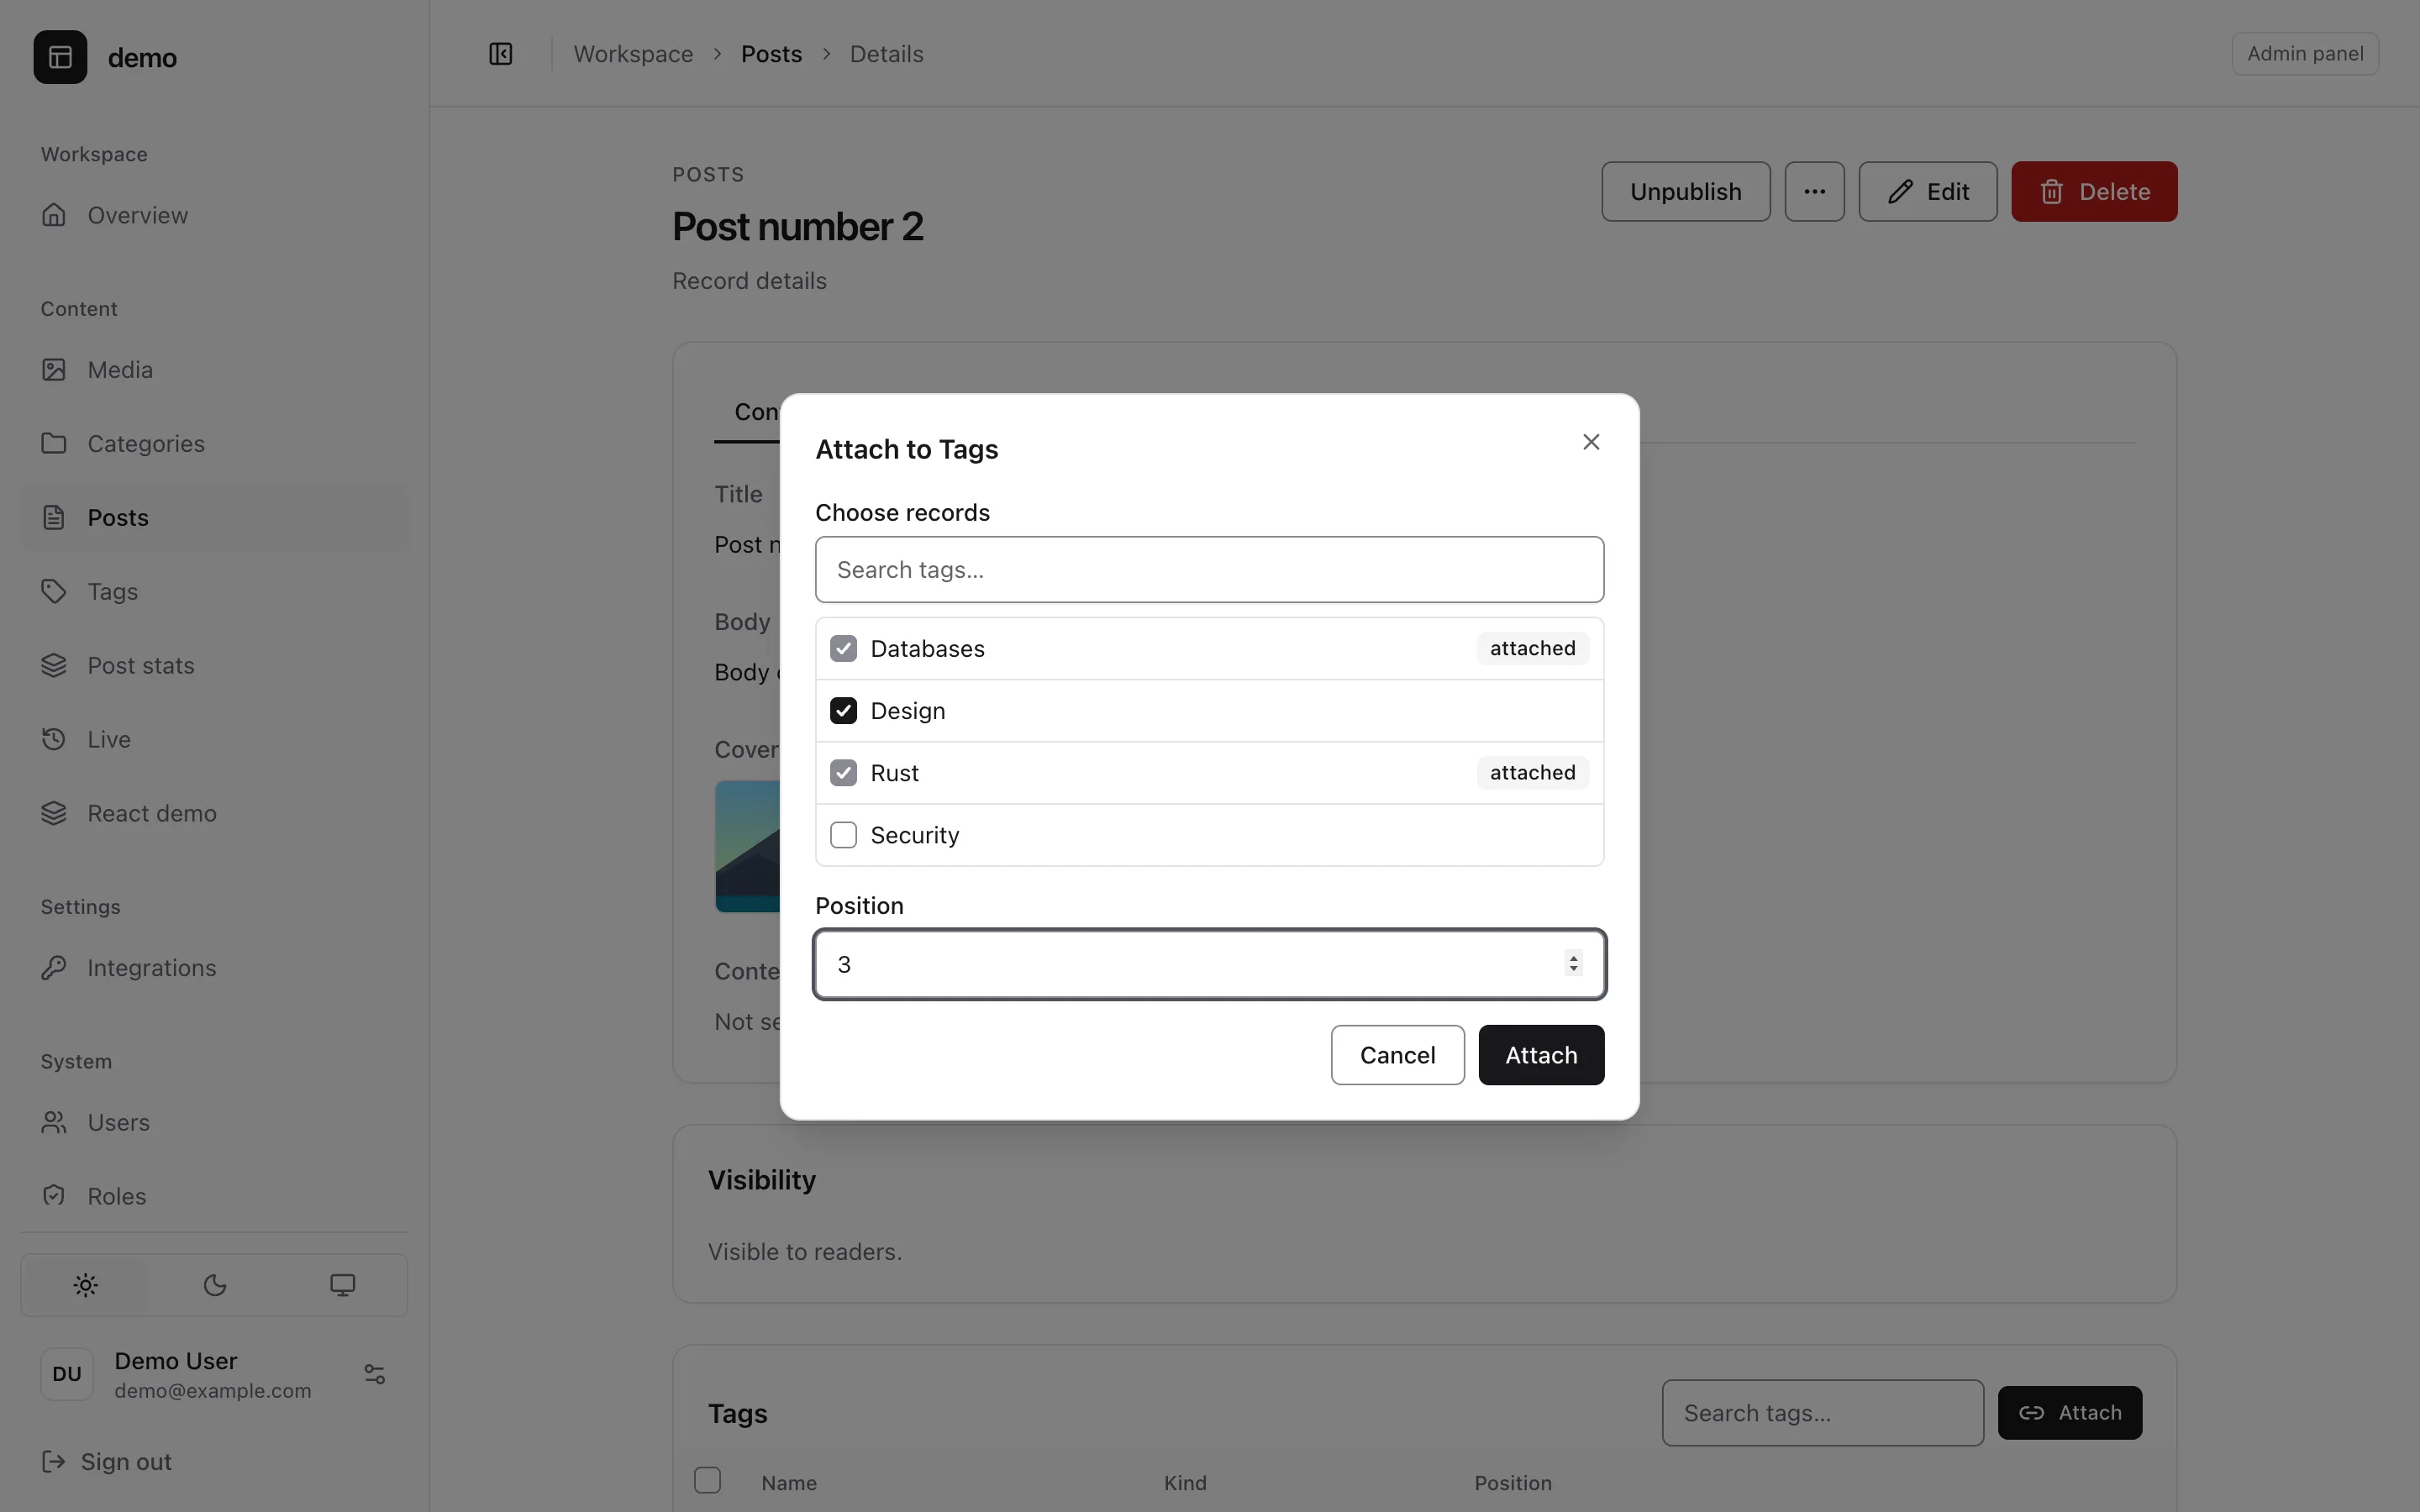 demo
Workspace
Overview
Content
Media
Categories
Posts
Tags
Post stats
Live
React demo
Settings
Integrations
System
Users
Roles
DU
Demo User
demo@example.com
Sign out
Workspace > Posts > Details
Admin panel
POSTS
Post number 2
Record details
Unpublish
Edit
Delete
Title
Body
Attach to Tags
Choose records
Search tags...
Databases attached
Design
Rust attached
Security
Position
3
Cancel Attach
Visibility
Visible to readers.
Tags
Search tags...
Attach
Name Kind Position